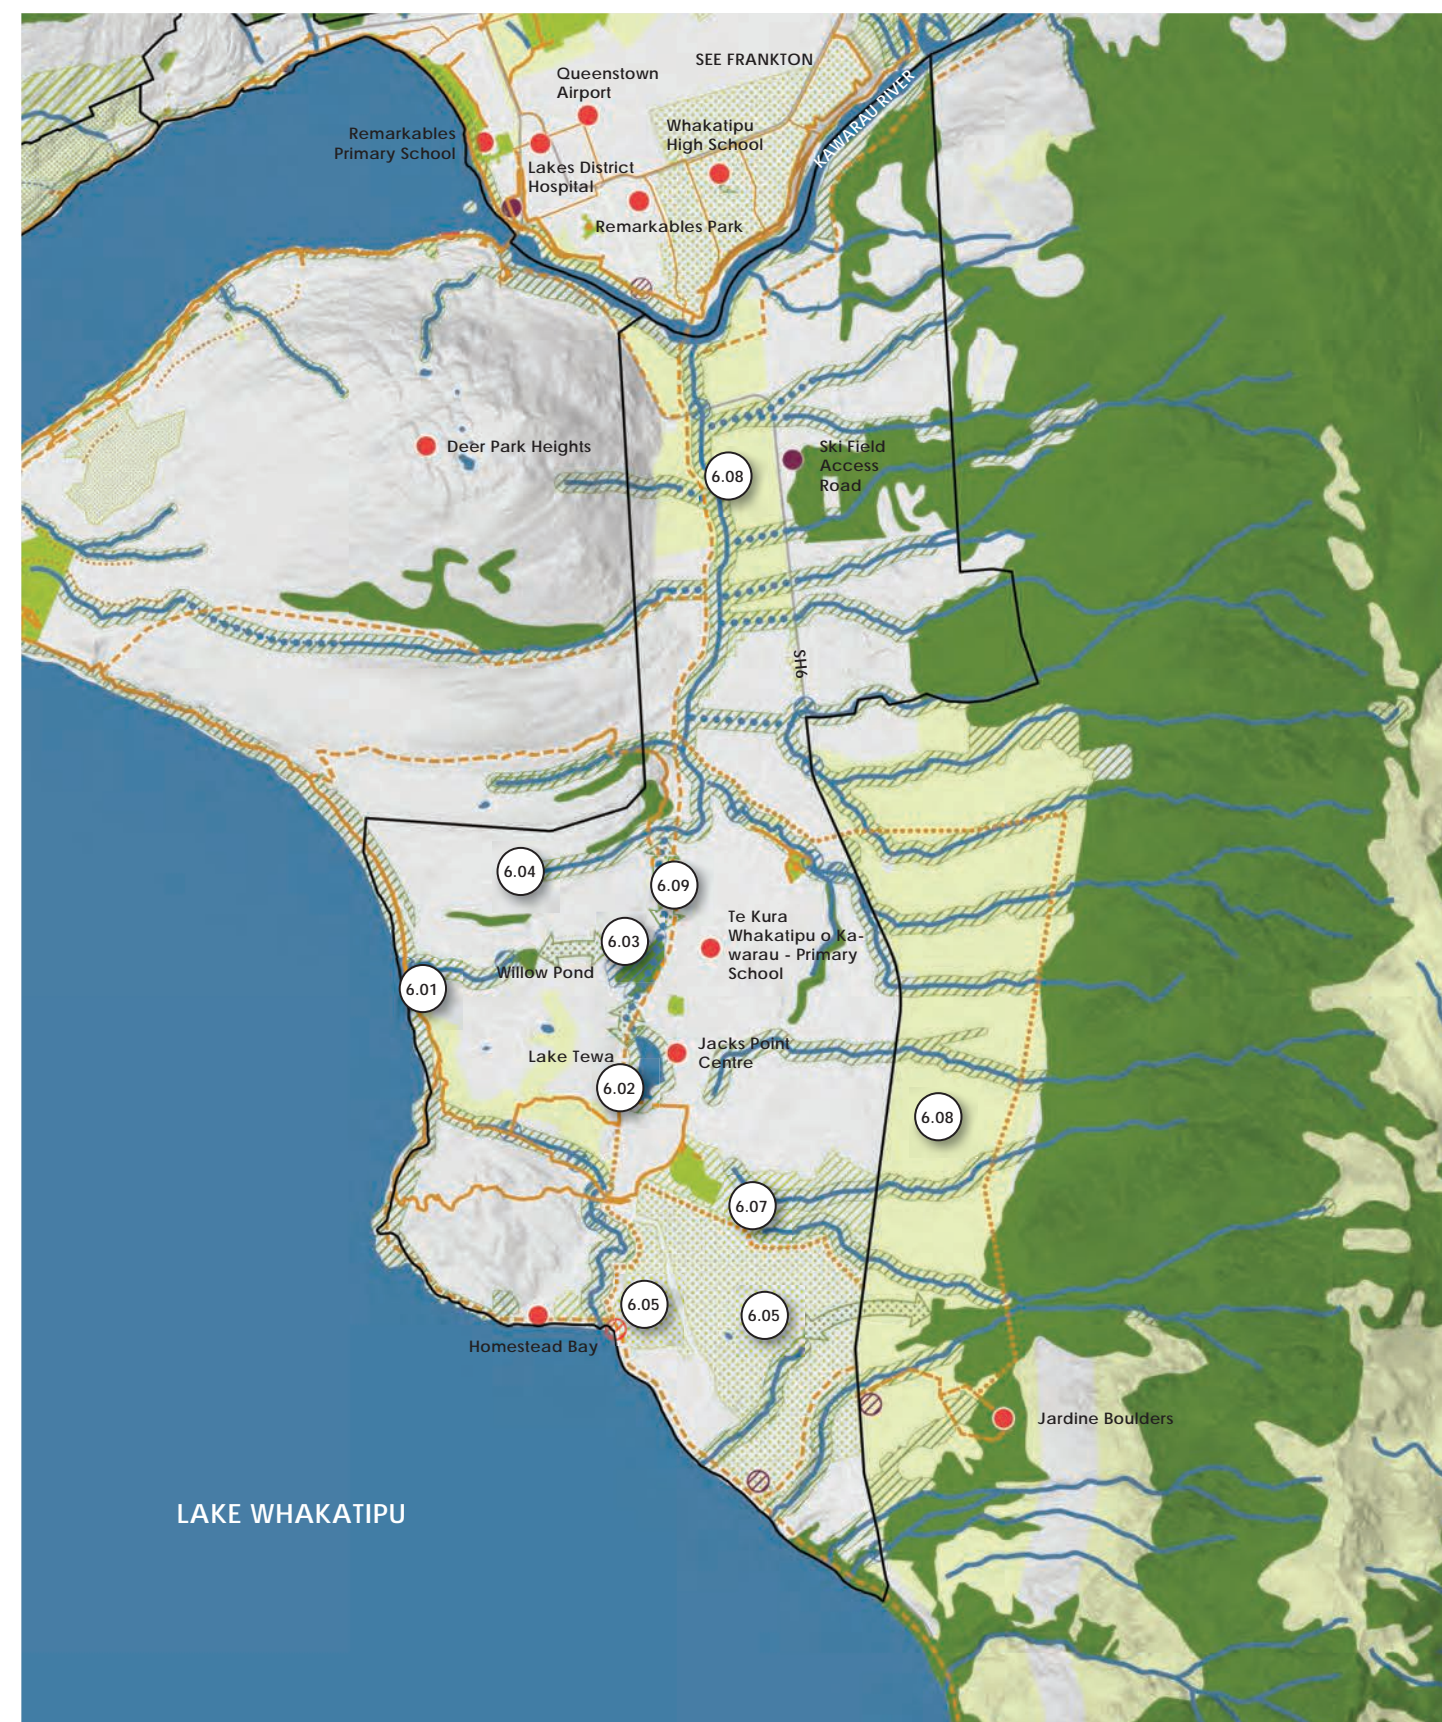 SEE FRANKTON
Queenstown
Airport
KAWARAU RIVER
Remarkables
Primary School
Whakatipu
High School
Lakes District
Hospital
Remarkables Park
Deer Park Heights
Ski Field
Access
Road
6.08
SH6
6.04
6.09
Te Kura
Whakatipu o Ka-
warau - Primary
School
6.03
Willow Pond
6.01
Jacks Point
Centre
Lake Tewa
6.02
6.08
6.07
6.05
6.05
Homestead Bay
Jardine Boulders
LAKE WHAKATIPU